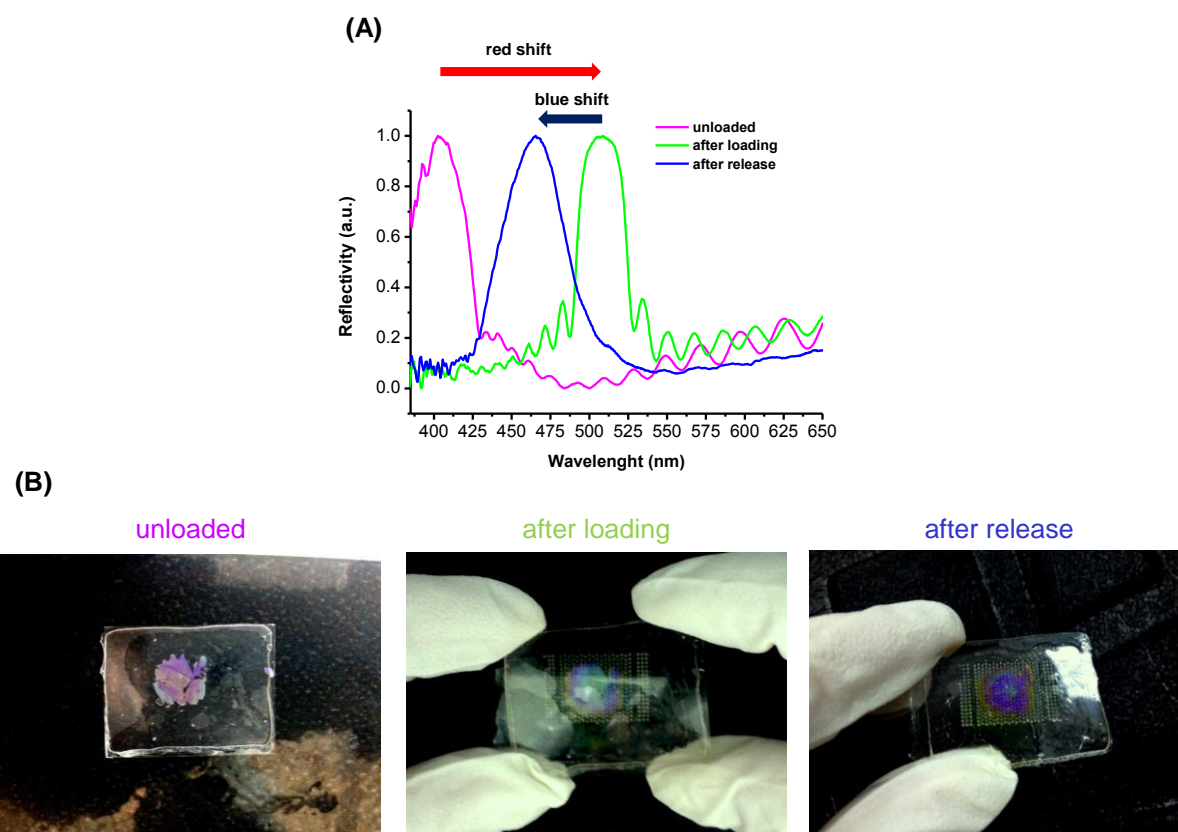 (A)
red shift
blue shift
unloaded
after loading
after release
1.0
0.8
0.6
0.4
0.2
0.0
Reflectivity (a.u.)
400 425 450 475 500 525 550 575 600 625 650
Wavelenght (nm)
(B)
unloaded
after loading
after release